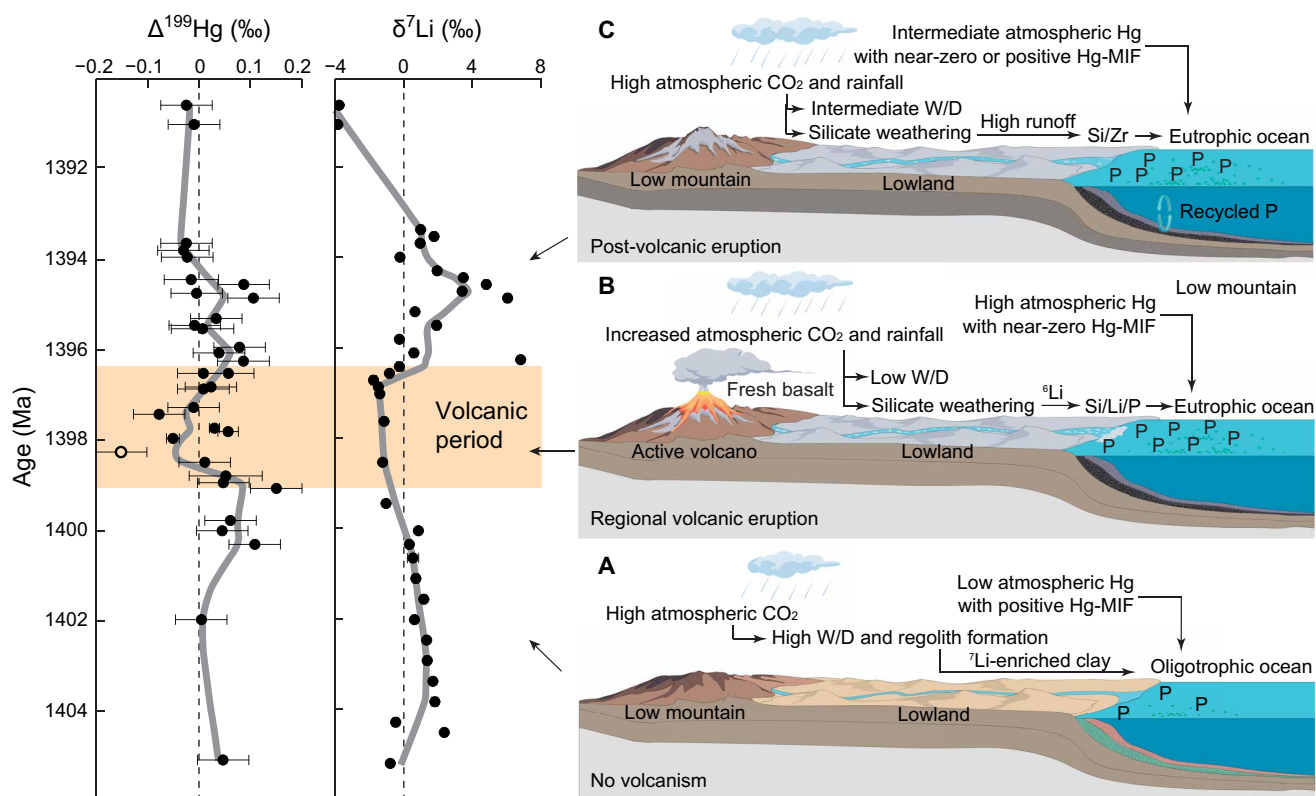 Δ¹⁹⁹Hg (‰)
−0.2 −0.1 0 0.1 0.2
δ⁷Li (‰)
−4 0 4 8
Age (Ma)
1392
1394
1396
1398
1400
1402
1404
Volcanic
period
C
Intermediate atmospheric Hg
with near-zero or positive Hg-MIF
High atmospheric CO₂ and rainfall
Intermediate W/D
Silicate weathering
High runoff
Si/Zr
Eutrophic ocean
P P P P P P
Low mountain
Lowland
Recycled P
Post-volcanic eruption
B
Low mountain
High atmospheric Hg
with near-zero Hg-MIF
Increased atmospheric CO₂ and rainfall
Fresh basalt
Low W/D
Silicate weathering
⁶Li
Si/Li/P
Eutrophic ocean
P P P P P P P
Active volcano
Lowland
Regional volcanic eruption
A
Low atmospheric Hg
with positive Hg-MIF
High atmospheric CO₂
High W/D and regolith formation
⁷Li-enriched clay
Oligotrophic ocean
P P P
Low mountain
Lowland
No volcanism